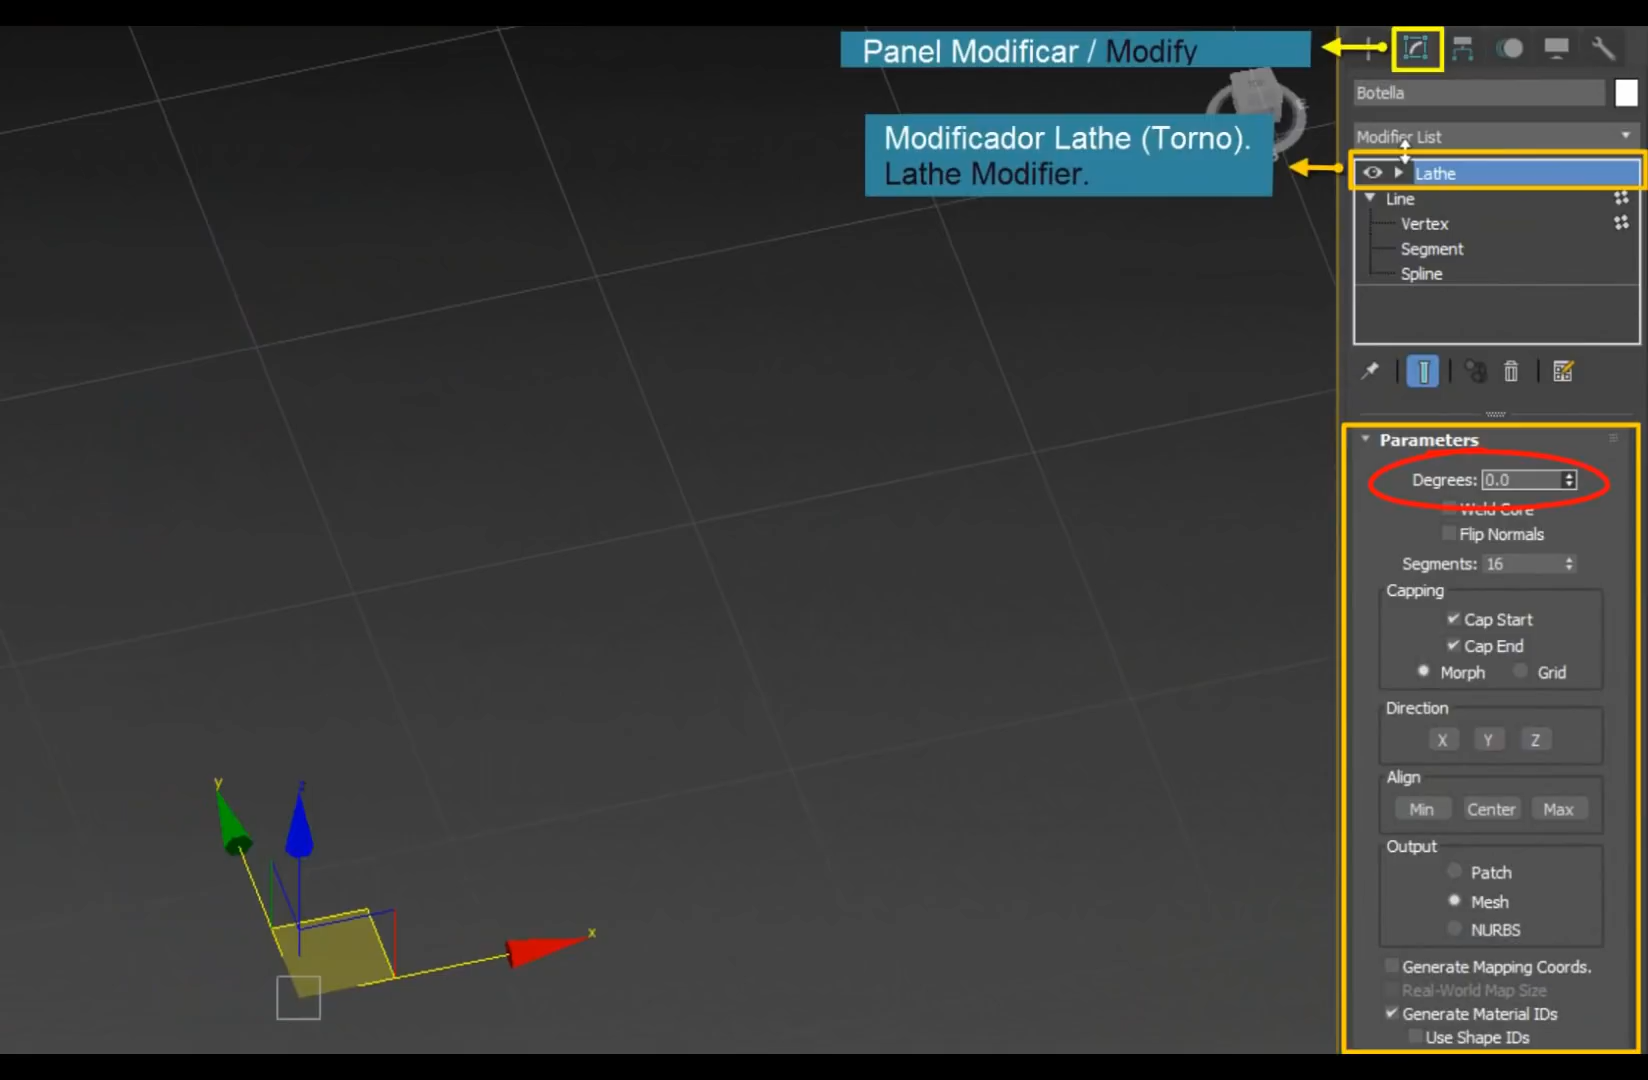 Panel Modificar / Modify
Botella
Modifier List
Modificador Lathe (Torno).
Lathe Modifier.
Lathe
Line
Vertex
Segment
Spline
Parameters
Degrees: 0.0
Weld Core
Flip Normals
Segments: 16
Capping
Cap Start
Cap End
Morph Grid
Direction
X Y Z
Align
Min Center Max
Output
Patch
Mesh
NURBS
Generate Mapping Coords.
Real-World Map Size
Generate Material IDs
Use Shape IDs
y
z
x